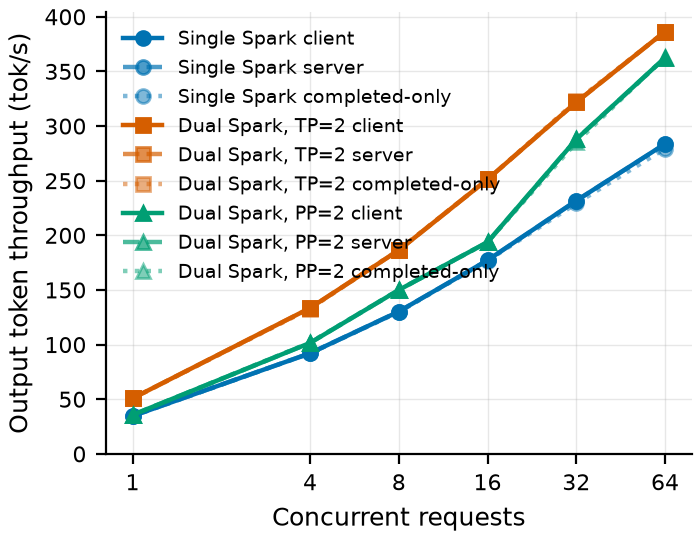 Output token throughput (tok/s)
400
350
300
250
200
150
100
50
0
Single Spark client
Single Spark server
Single Spark completed-only
Dual Spark, TP=2 client
Dual Spark, TP=2 server
Dual Spark, TP=2 completed-only
Dual Spark, PP=2 client
Dual Spark, PP=2 server
Dual Spark, PP=2 completed-only
1 4 8 16 32 64
Concurrent requests